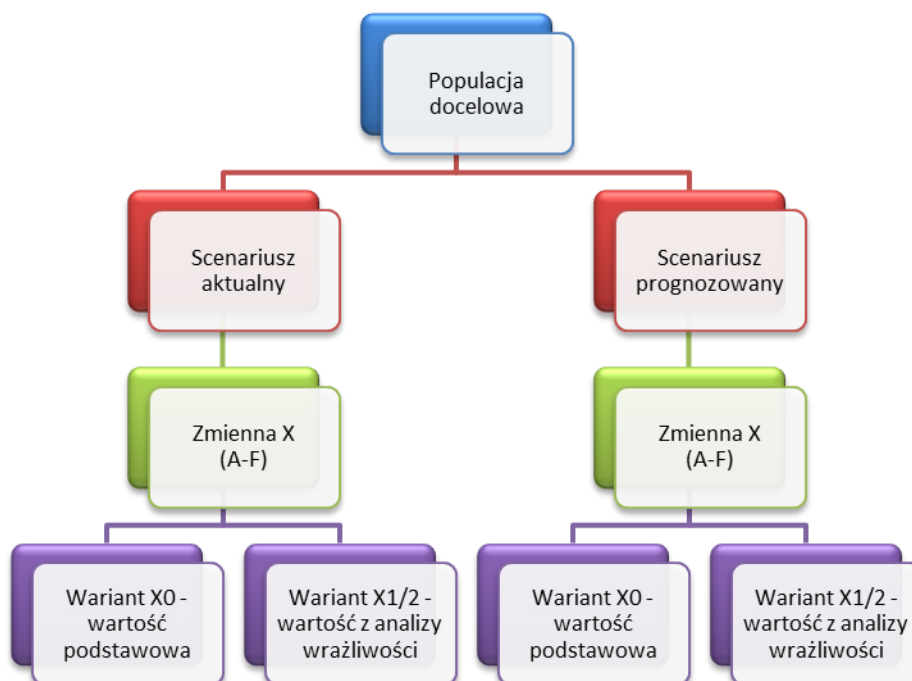 Populacja
docelowa
Scenariusz
aktualny
Scenariusz
prognozowany
Zmienna X
(A-F)
Zmienna X
(A-F)
Wariant X0 -
wartość
podstawowa
Wariant X1/2 -
wartość z analizy
wrażliwości
Wariant X0 -
wartość
podstawowa
Wariant X1/2 -
wartość z analizy
wrażliwości